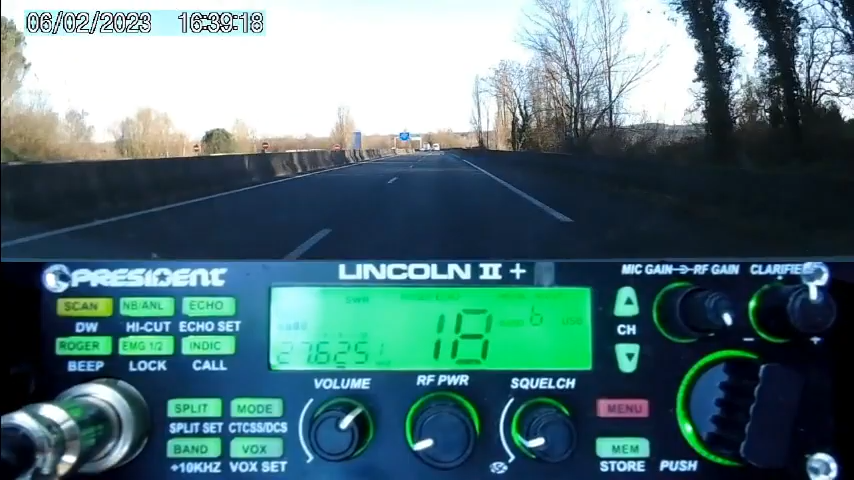 06/02/2023 16:39:18
PRESIDENT LINCOLN II + MIC GAIN RF GAIN CLARIFIER
SCAN NB/ANL ECHO
DW HI-CUT ECHO SET
ROGER EMG 1/2 INDIC
BEEP LOCK CALL
18 6 USB
27.625
CH
VOLUME RF PWR SQUELCH
SPLIT MODE MENU
SPLIT SET CTCSS/DCS
BAND VOX MEM
+10KHZ VOX SET STORE PUSH